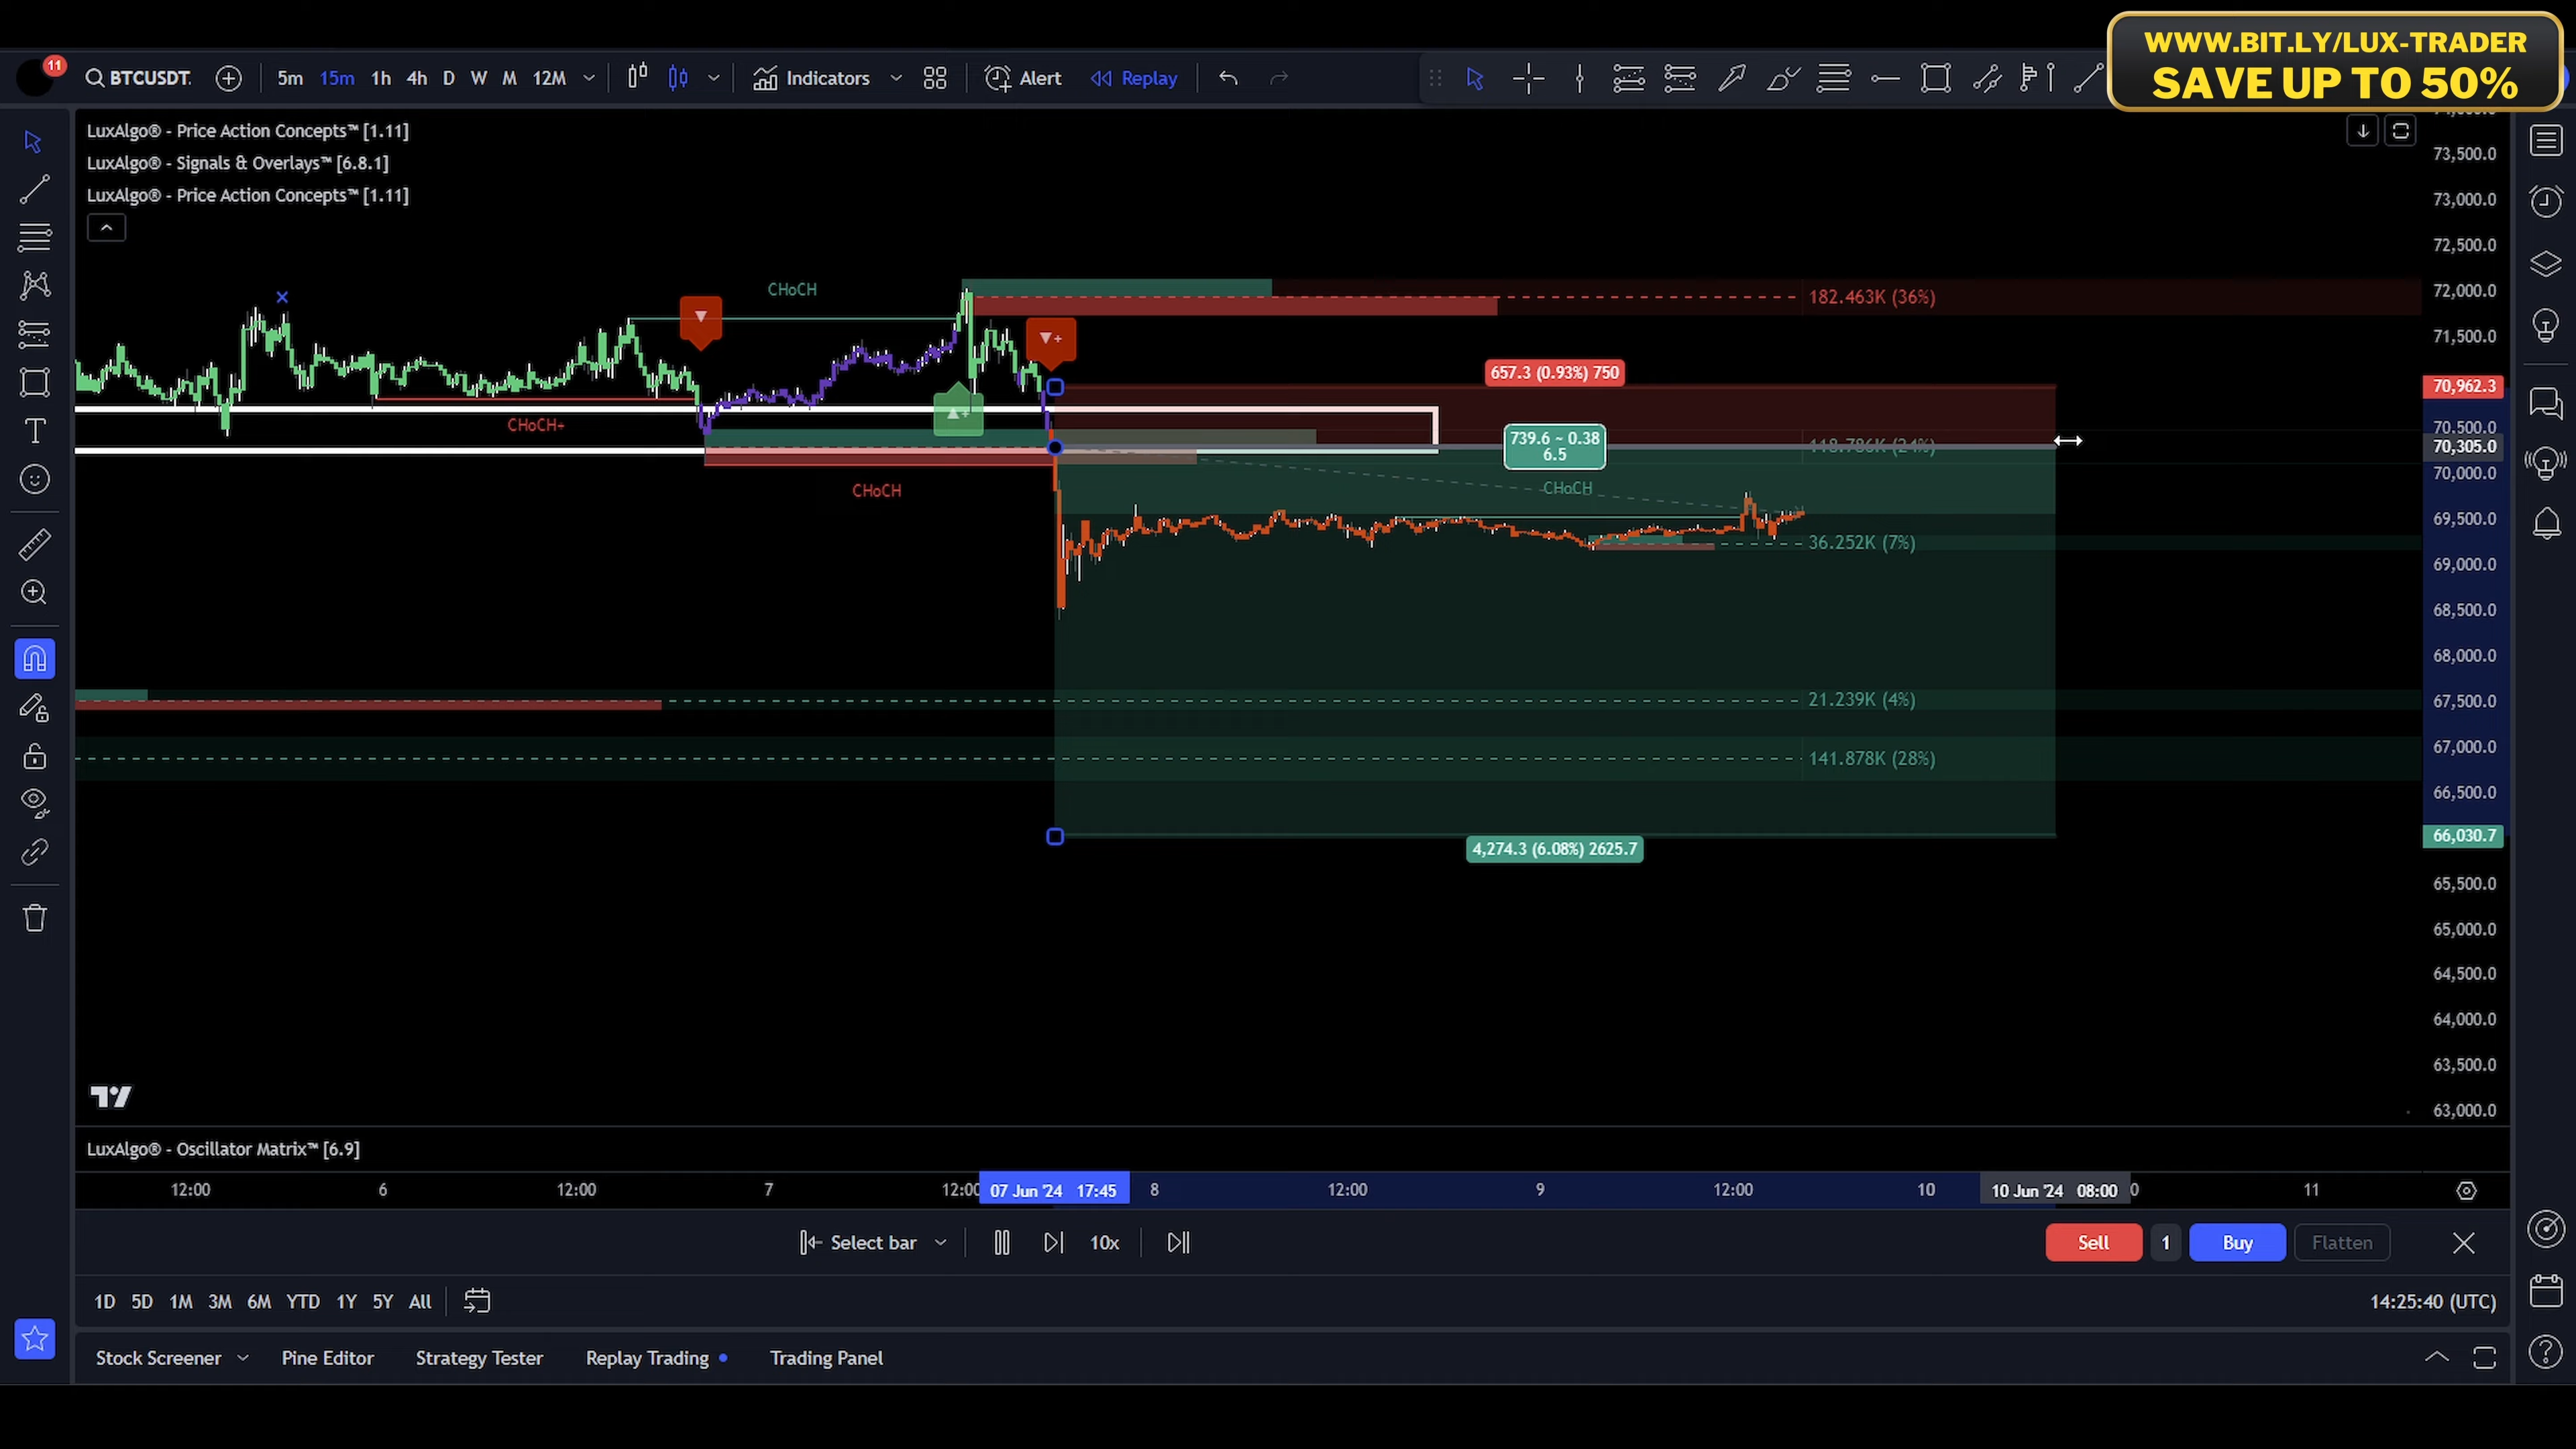 WWW.BIT.LY/LUX-TRADER
SAVE UP TO 50%
11
BTCUSDT.
5m 15m 1h 4h D W M 12M
Indicators
Alert
Replay
LuxAlgo® - Price Action Concepts™ [1.11]
LuxAlgo® - Signals & Overlays™ [6.8.1]
LuxAlgo® - Price Action Concepts™ [1.11]
73,500.0
73,000.0
72,500.0
72,000.0
71,500.0
70,962.3
70,500.0
70,305.0
70,000.0
69,500.0
69,000.0
68,500.0
68,000.0
67,500.0
67,000.0
66,500.0
66,030.7
65,500.0
65,000.0
64,500.0
64,000.0
63,500.0
63,000.0
CHoCH
182.463K (36%)
657.3 (0.93%) 750
CHoCH+
739.6 ~ 0.38
6.5
118.786K (24%)
CHoCH
CHoCH
36.252K (7%)
21.239K (4%)
141.878K (28%)
4,274.3 (6.08%) 2625.7
LuxAlgo® - Oscillator Matrix™ [6.9]
12:00 6 12:00 7 12:00 07 Jun '24 17:45 8 12:00 9 12:00 10 10 Jun '24 08:00 0 11
Select bar
10x
Sell 1 Buy Flatten
1D 5D 1M 3M 6M YTD 1Y 5Y All
14:25:40 (UTC)
Stock Screener Pine Editor Strategy Tester Replay Trading Trading Panel